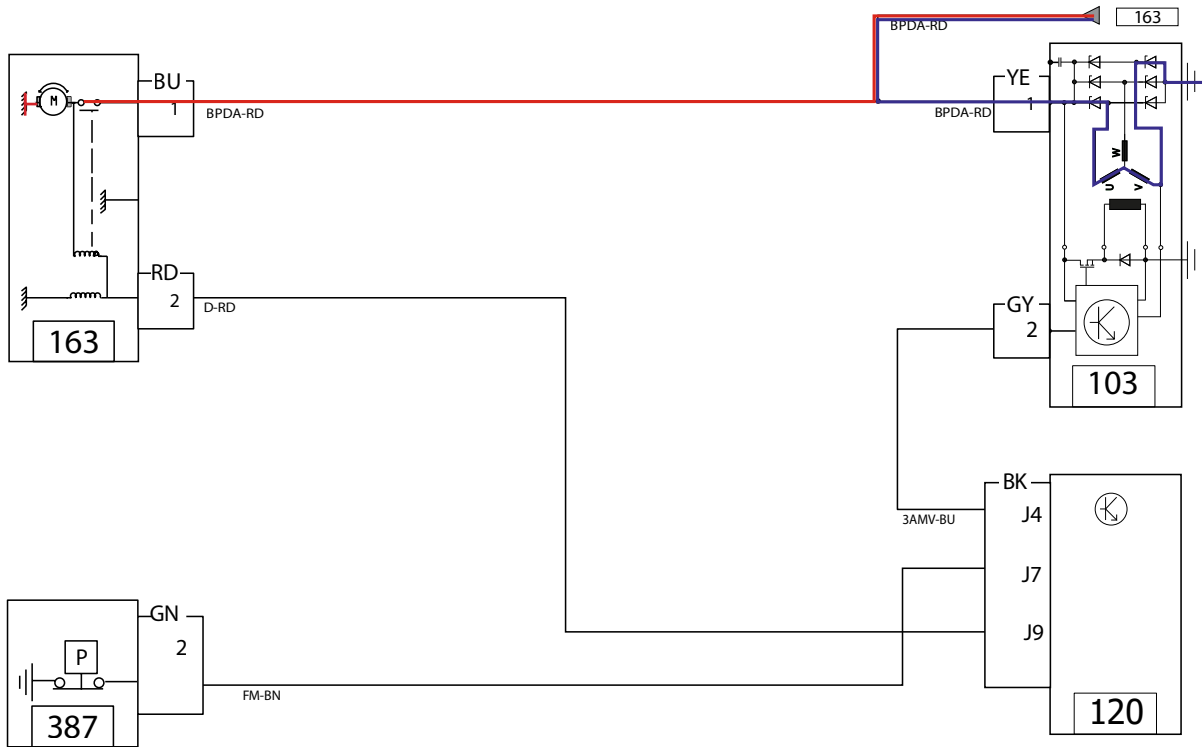 BPDA-RD
163
BU
1
BPDA-RD
M
YE
1
BPDA-RD
W
U
V
RD
2
D-RD
163
GY
2
103
BK
J4
3AMV-BU
J7
J9
GN
2
P
FM-BN
387
120